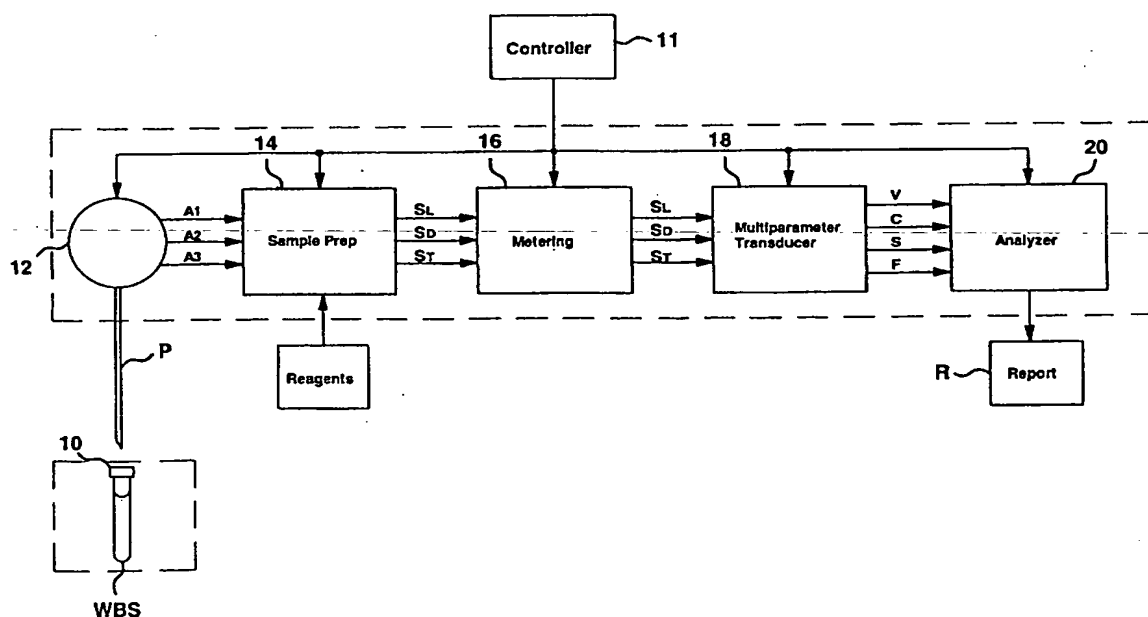 Controller
11
14
16
18
20
12
A1
A2
A3
Sample Prep
SL
SD
ST
Metering
SL
SD
ST
Multiparameter
Transducer
V
C
S
F
Analyzer
P
Reagents
R
Report
10
WBS